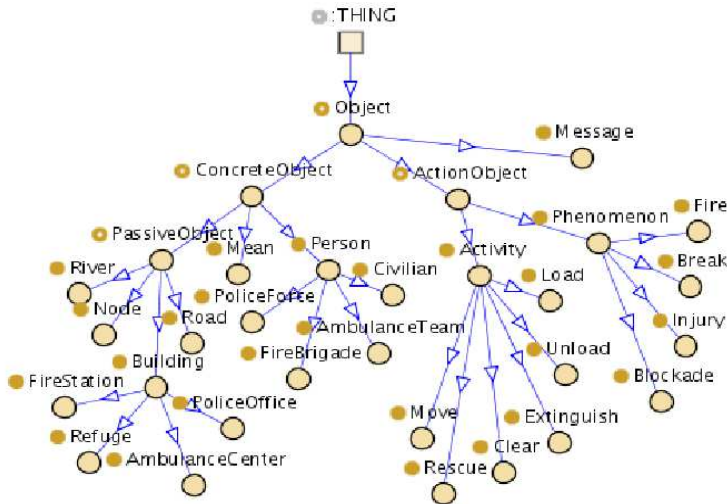 :THING
Object
Message
ConcreteObject
ActionObject
Fire
Phenomenon
PassiveObject
Mean
Person
Activity
Break
River
Civilian
Load
PoliceForce
Node
Road
AmbulanceTeam
Injury
FireBrigade
Unload
Building
FireStation
PoliceOffice
Blockade
Move
Extinguish
Refuge
Clear
AmbulanceCenter
Rescue